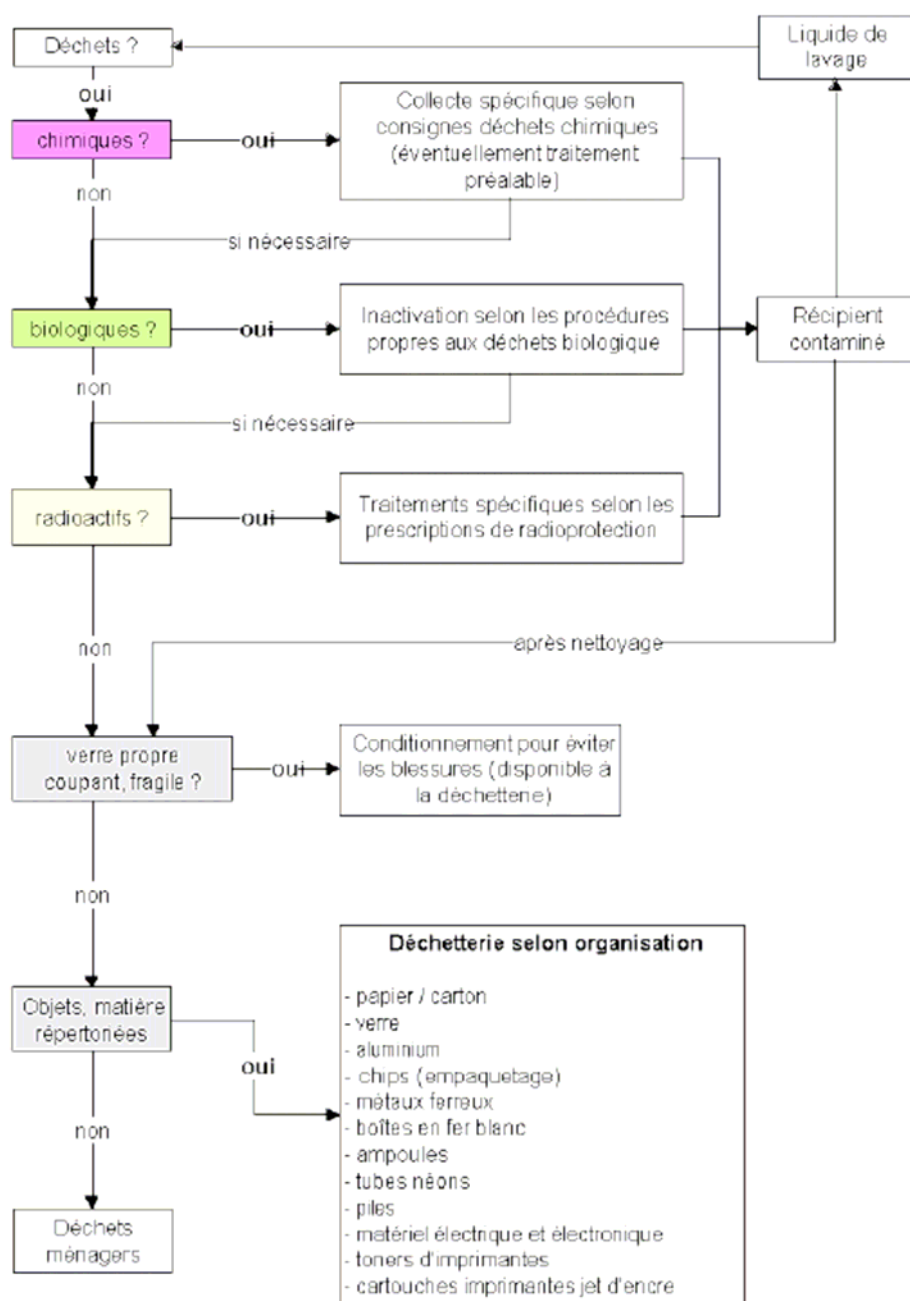 Déchets ?
Liquide de
lavage
oui
chimiques ?
oui
Collecte spécifique selon
consignes déchets chimiques
(éventuellement traitement
préalable)
non
si nécessaire
biologiques ?
oui
Inactivation selon les procédures
propres aux déchets biologique
Récipient
contaminé
non
si nécessaire
radioactifs ?
oui
Traitements spécifiques selon les
prescriptions de radioprotection
non
après nettoyage
verre propre
coupant, fragile ?
oui
Conditionnement pour éviter
les blessures (disponible à
la déchetterie)
non
Objets, matière
répertoriées
oui
Déchetterie selon organisation
- papier / carton
- verre
- aluminium
- chips (empaquetage)
- métaux ferreux
- boîtes en fer blanc
- ampoules
- tubes néons
- piles
- matériel électrique et électronique
- toners d'imprimantes
- cartouches imprimantes jet d'encre
non
Déchets
ménagers